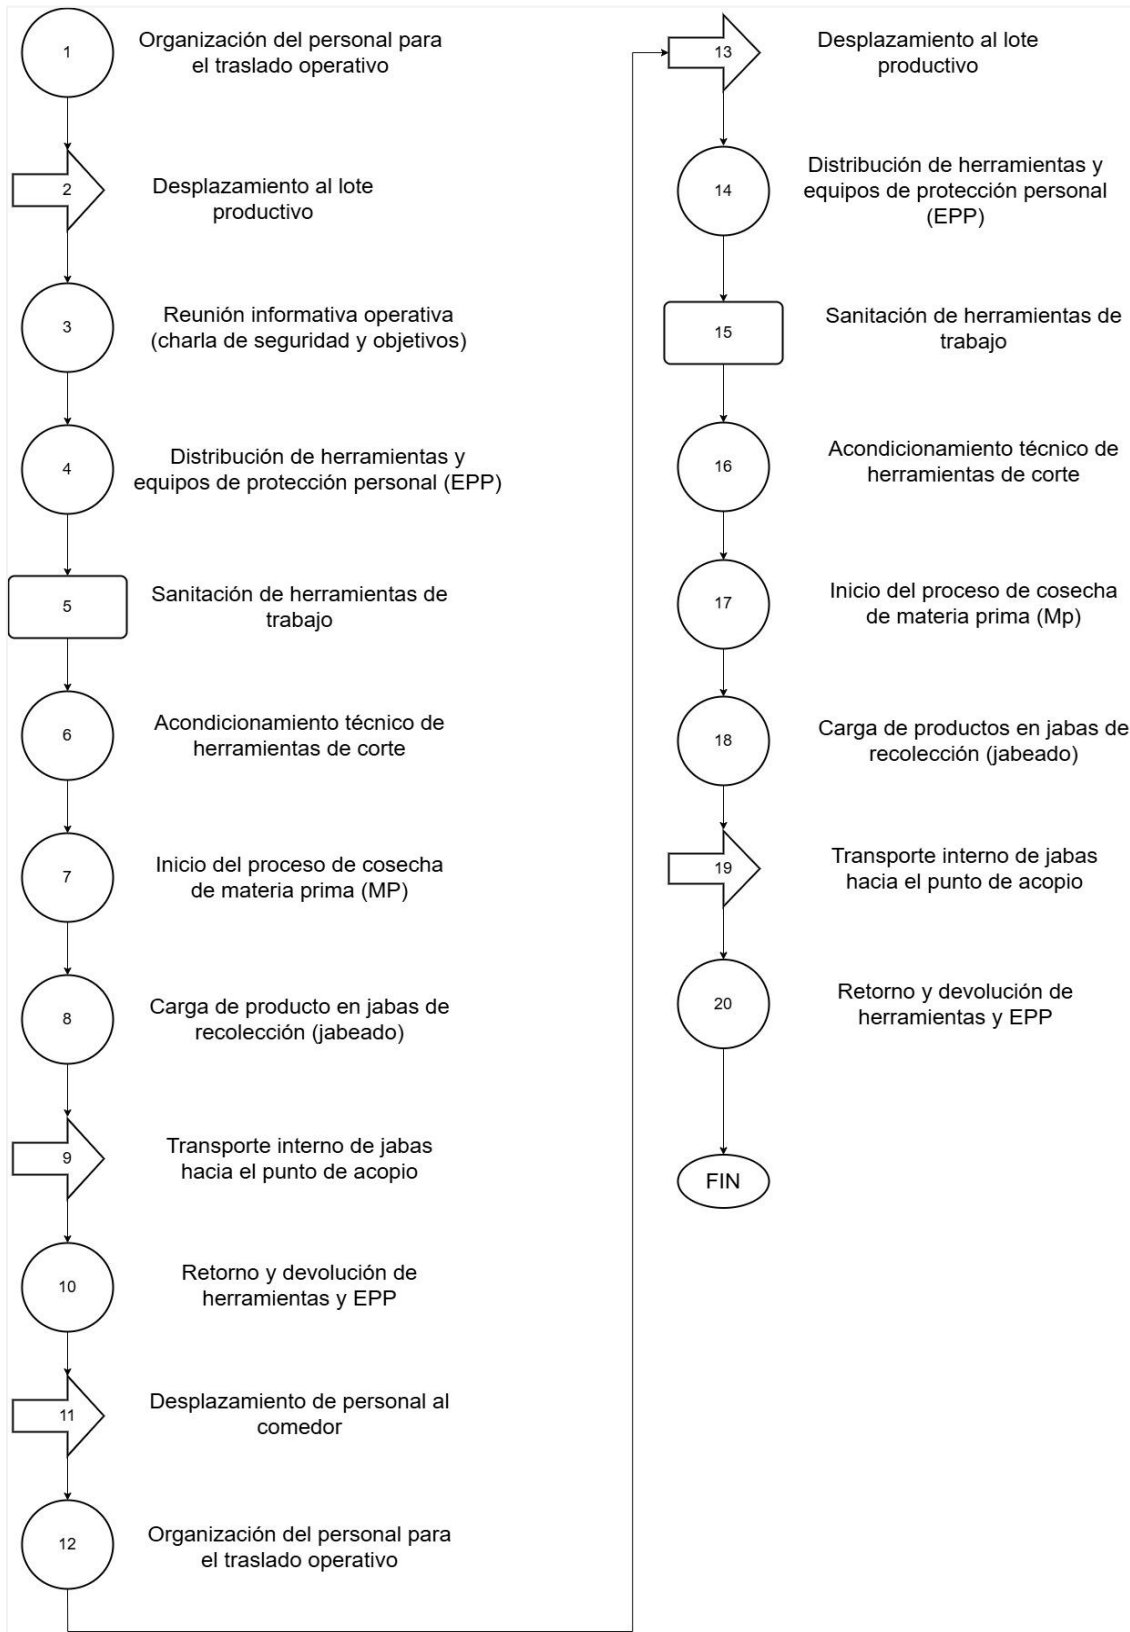 1
Organización del personal para
el traslado operativo
2
Desplazamiento al lote
productivo
3
Reunión informativa operativa
(charla de seguridad y objetivos)
4
Distribución de herramientas y
equipos de protección personal (EPP)
5
Sanitación de herramientas de
trabajo
6
Acondicionamiento técnico de
herramientas de corte
7
Inicio del proceso de cosecha
de materia prima (MP)
8
Carga de producto en jabas de
recolección (jabeado)
9
Transporte interno de jabas
hacia el punto de acopio
10
Retorno y devolución de
herramientas y EPP
11
Desplazamiento de personal al
comedor
12
Organización del personal para
el traslado operativo
13
Desplazamiento al lote
productivo
14
Distribución de herramientas y
equipos de protección personal
(EPP)
15
Sanitación de herramientas de
trabajo
16
Acondicionamiento técnico de
herramientas de corte
17
Inicio del proceso de cosecha
de materia prima (Mp)
18
Carga de productos en jabas de
recolección (jabeado)
19
Transporte interno de jabas
hacia el punto de acopio
20
Retorno y devolución de
herramientas y EPP
FIN